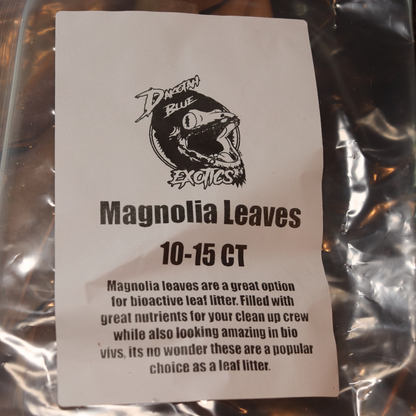 DAKOTAN
BLUE
EXOTICS
Magnolia Leaves
10-15 CT
Magnolia leaves are a great option
for bioactive leaf litter. Filled with
great nutrients for your clean up crew
while also looking amazing in bio
vivs, its no wonder these are a popular
choice as a leaf litter.